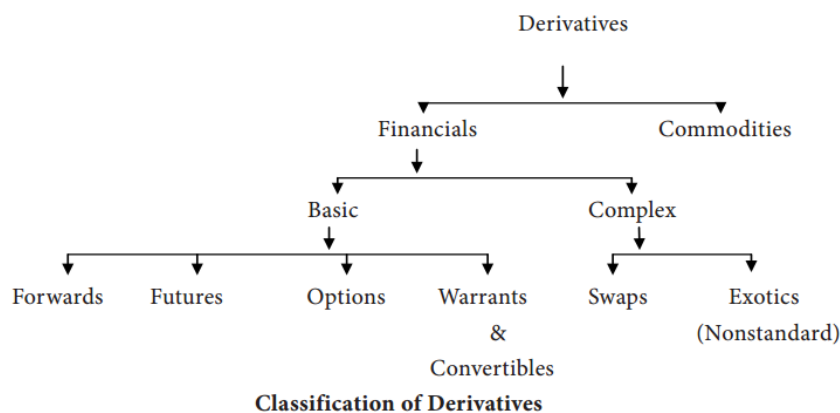 Derivatives
Financials Commodities
Basic Complex
Forwards Futures Options Warrants Swaps Exotics
& (Nonstandard)
Convertibles
Classification of Derivatives